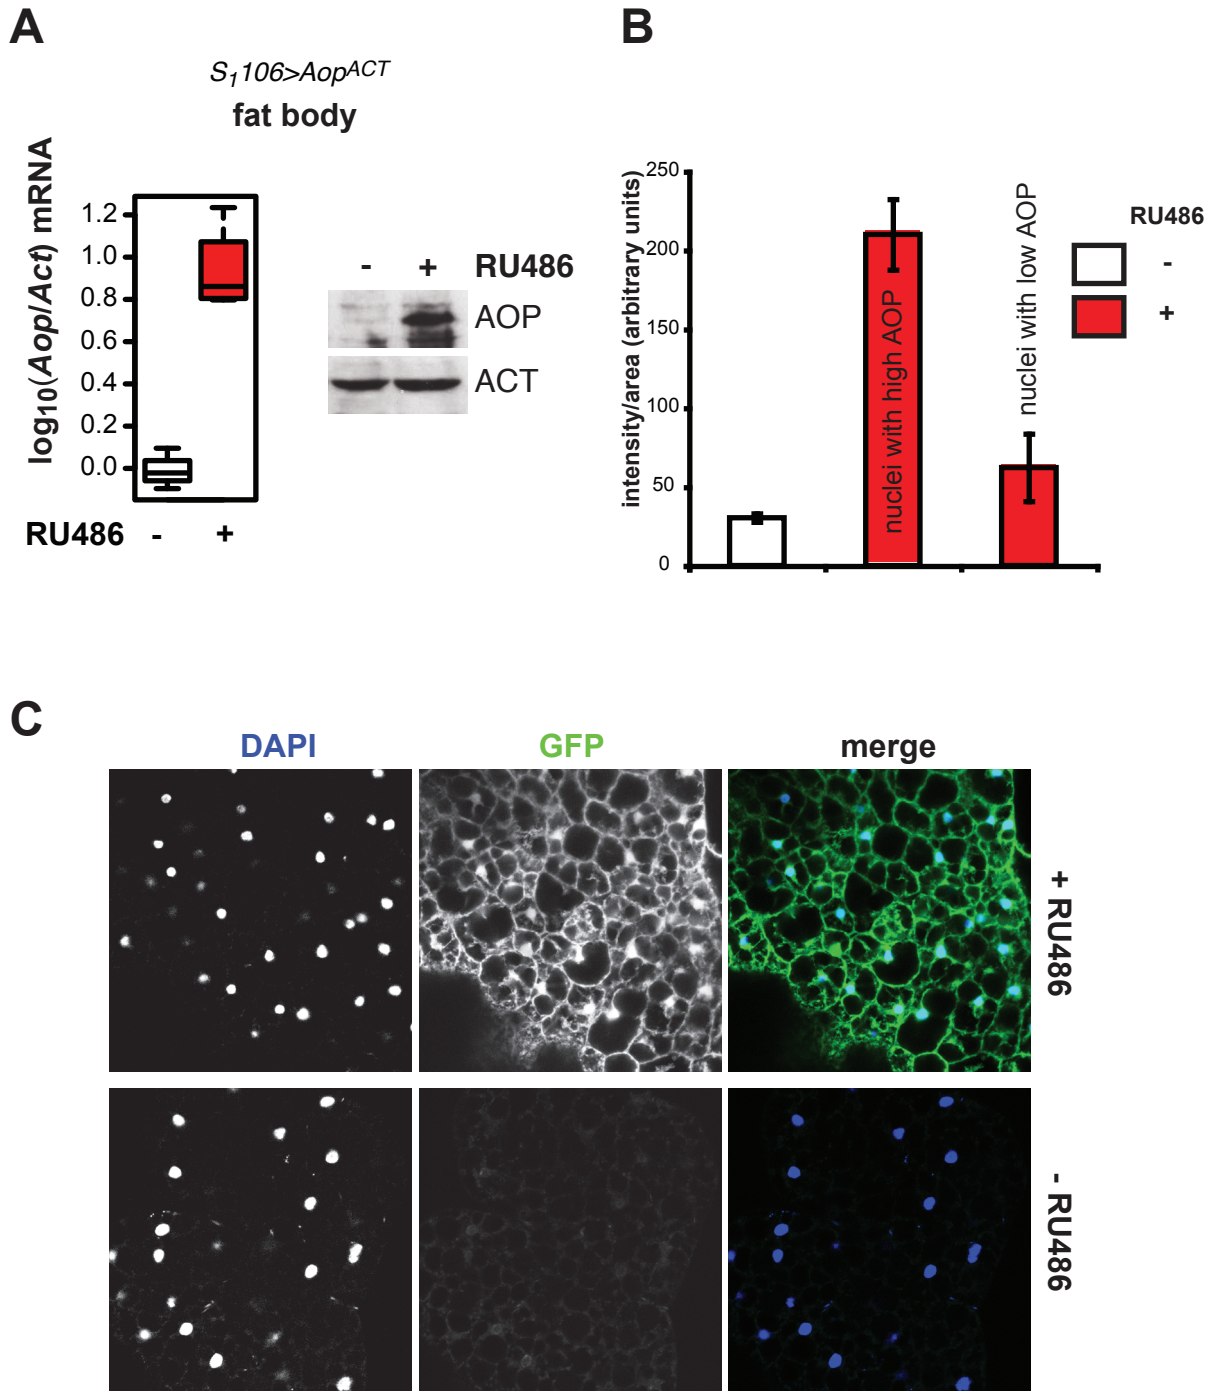 A
S1106>AopACT
fat body
log10(Aop/Act) mRNA
1.2
1.0
0.8
0.6
0.4
0.2
0.0
RU486 - +
- + RU486
AOP
ACT
B
intensity/area (arbitrary units)
250
200
150
100
50
0
nuclei with high AOP
nuclei with low AOP
RU486
-
+
C
DAPI GFP merge
+ RU486
- RU486